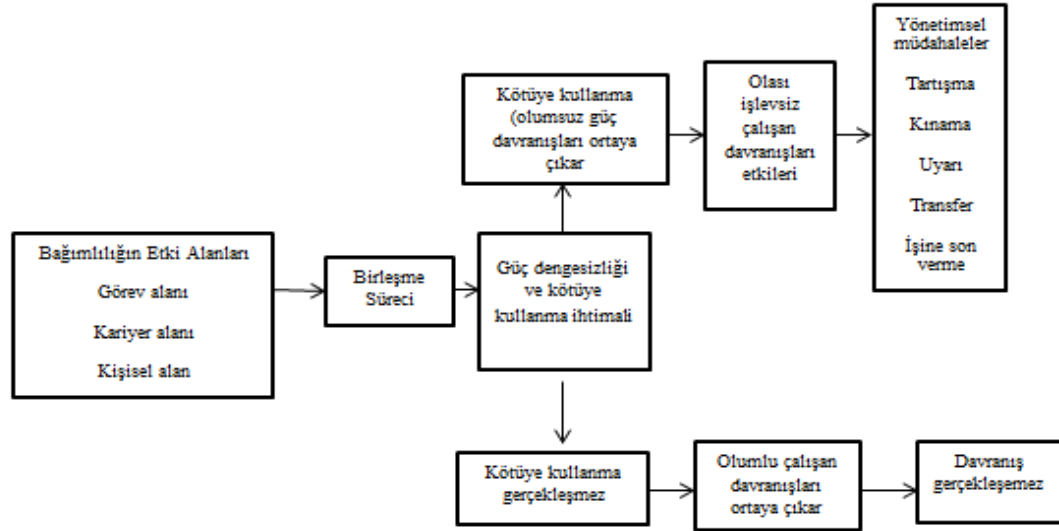 Bağımlılığın Etki Alanları
Görev alanı
Kariyer alanı
Kişisel alan
Birleşme
Süreci
Güç dengesizliği
ve kötüye
kullanma ihtimali
Kötüye kullanma
(olumsuz güç
davranışları ortaya
çıkar
Olası
işlevsiz
çalışan
davranışları
etkileri
Yönetimsel
müdahaleler
Tartışma
Kınama
Uyarı
Transfer
İşine son
verme
Kötüye kullanma
gerçekleşmez
Olumlu çalışan
davranışları
ortaya çıkar
Davranış
gerçekleşemez